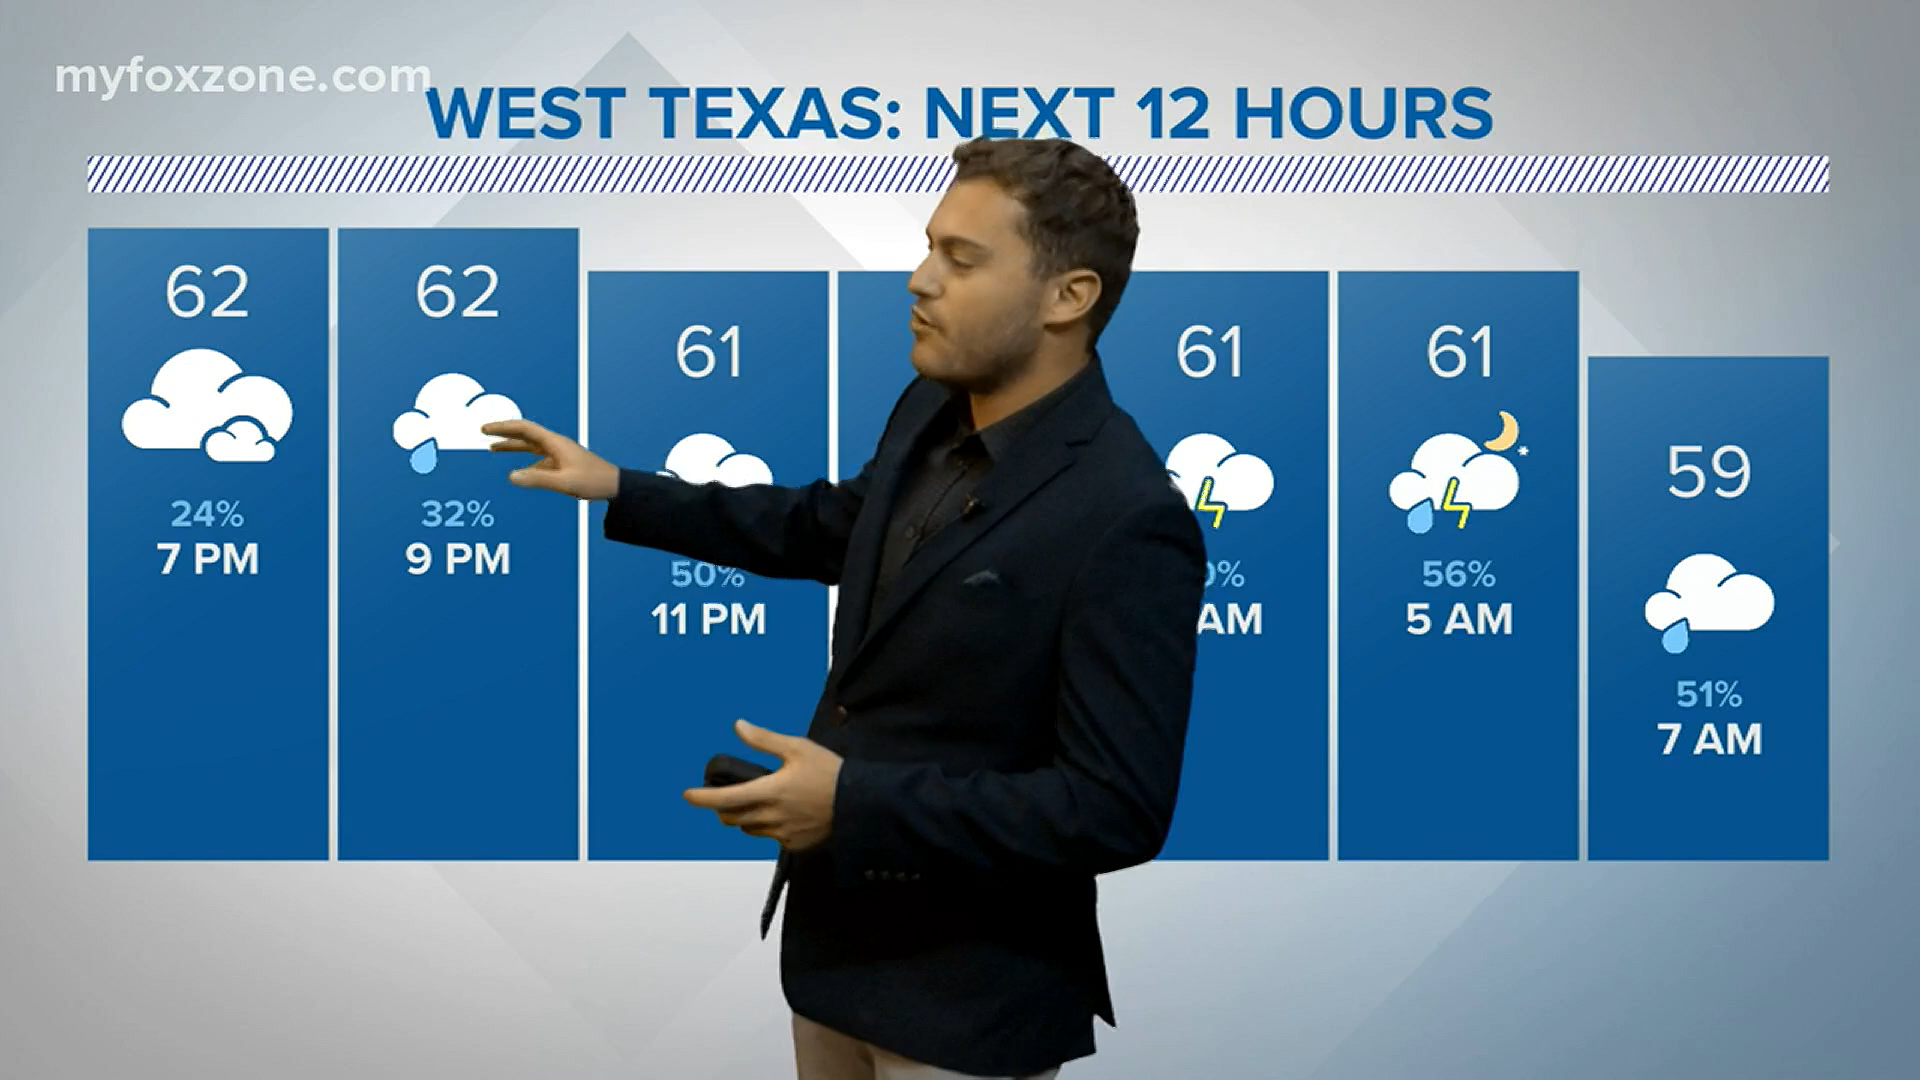 myfoxzone.com
WEST TEXAS: NEXT 12 HOURS
62
24%
7 PM
62
32%
9 PM
61
50%
11 PM
61
AM
61
56%
5 AM
59
51%
7 AM